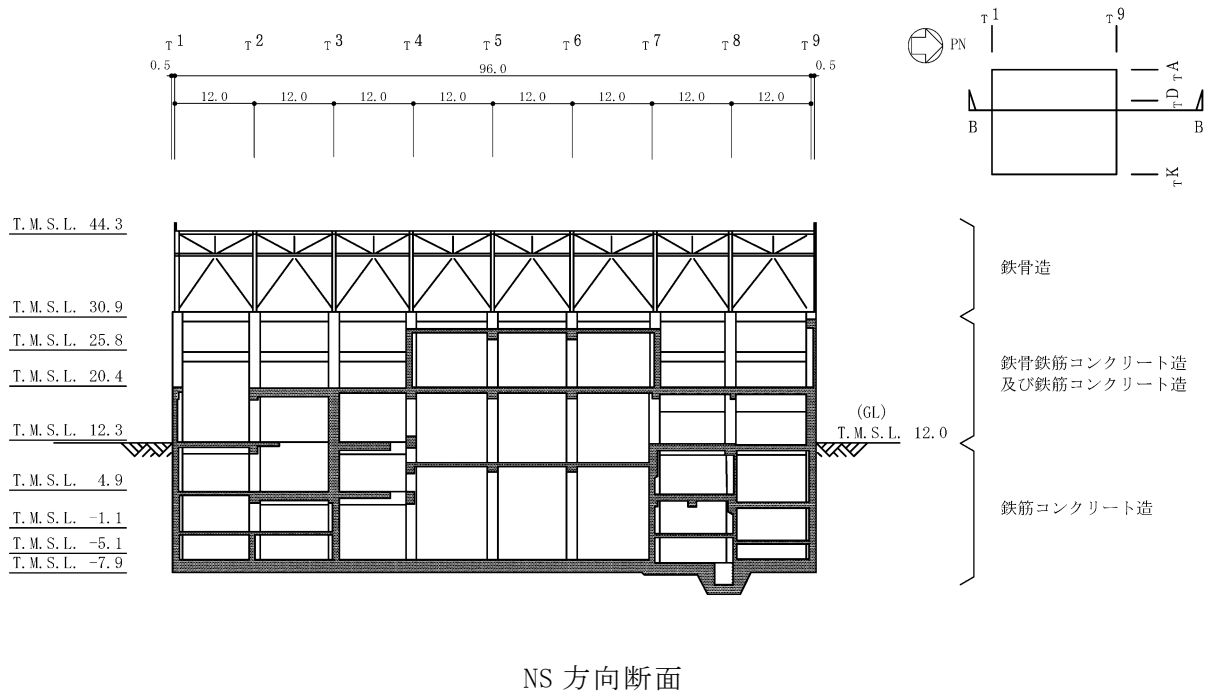 T1 T2 T3 T4 T5 T6 T7 T8 T9
0.5 96.0 0.5
12.0 12.0 12.0 12.0 12.0 12.0 12.0 12.0
T1 T9
PN
TA
TD
B B
TK
T.M.S.L. 44.3
T.M.S.L. 30.9
T.M.S.L. 25.8
T.M.S.L. 20.4
T.M.S.L. 12.3
T.M.S.L. 4.9
T.M.S.L. -1.1
T.M.S.L. -5.1
T.M.S.L. -7.9
(GL)
T.M.S.L. 12.0
鉄骨造
鉄骨鉄筋コンクリート造
及び鉄筋コンクリート造
鉄筋コンクリート造
NS 方向断面